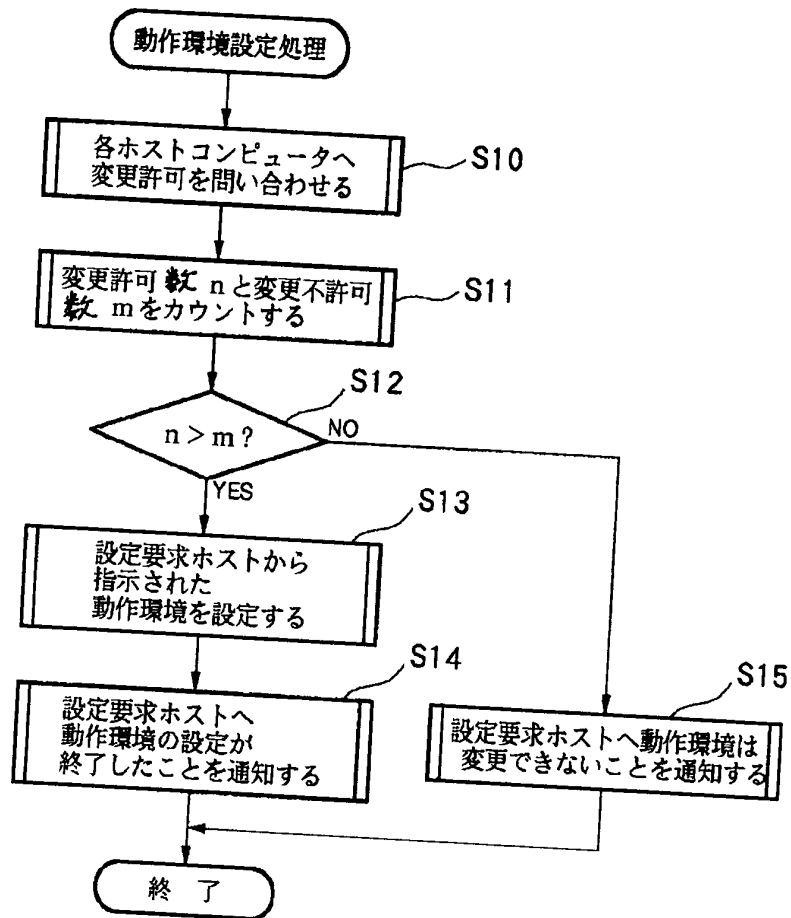 動作環境設定処理
各ホストコンピュータへ
変更許可を問い合わせる
S10
変更許可数 nと変更不許可
数 mをカウントする
S11
S12
n>m?
NO
YES
S13
設定要求ホストから
指示された
動作環境を設定する
S14
設定要求ホストへ
動作環境の設定が
終了したことを通知する
S15
設定要求ホストへ動作環境は
変更できないことを通知する
終 了